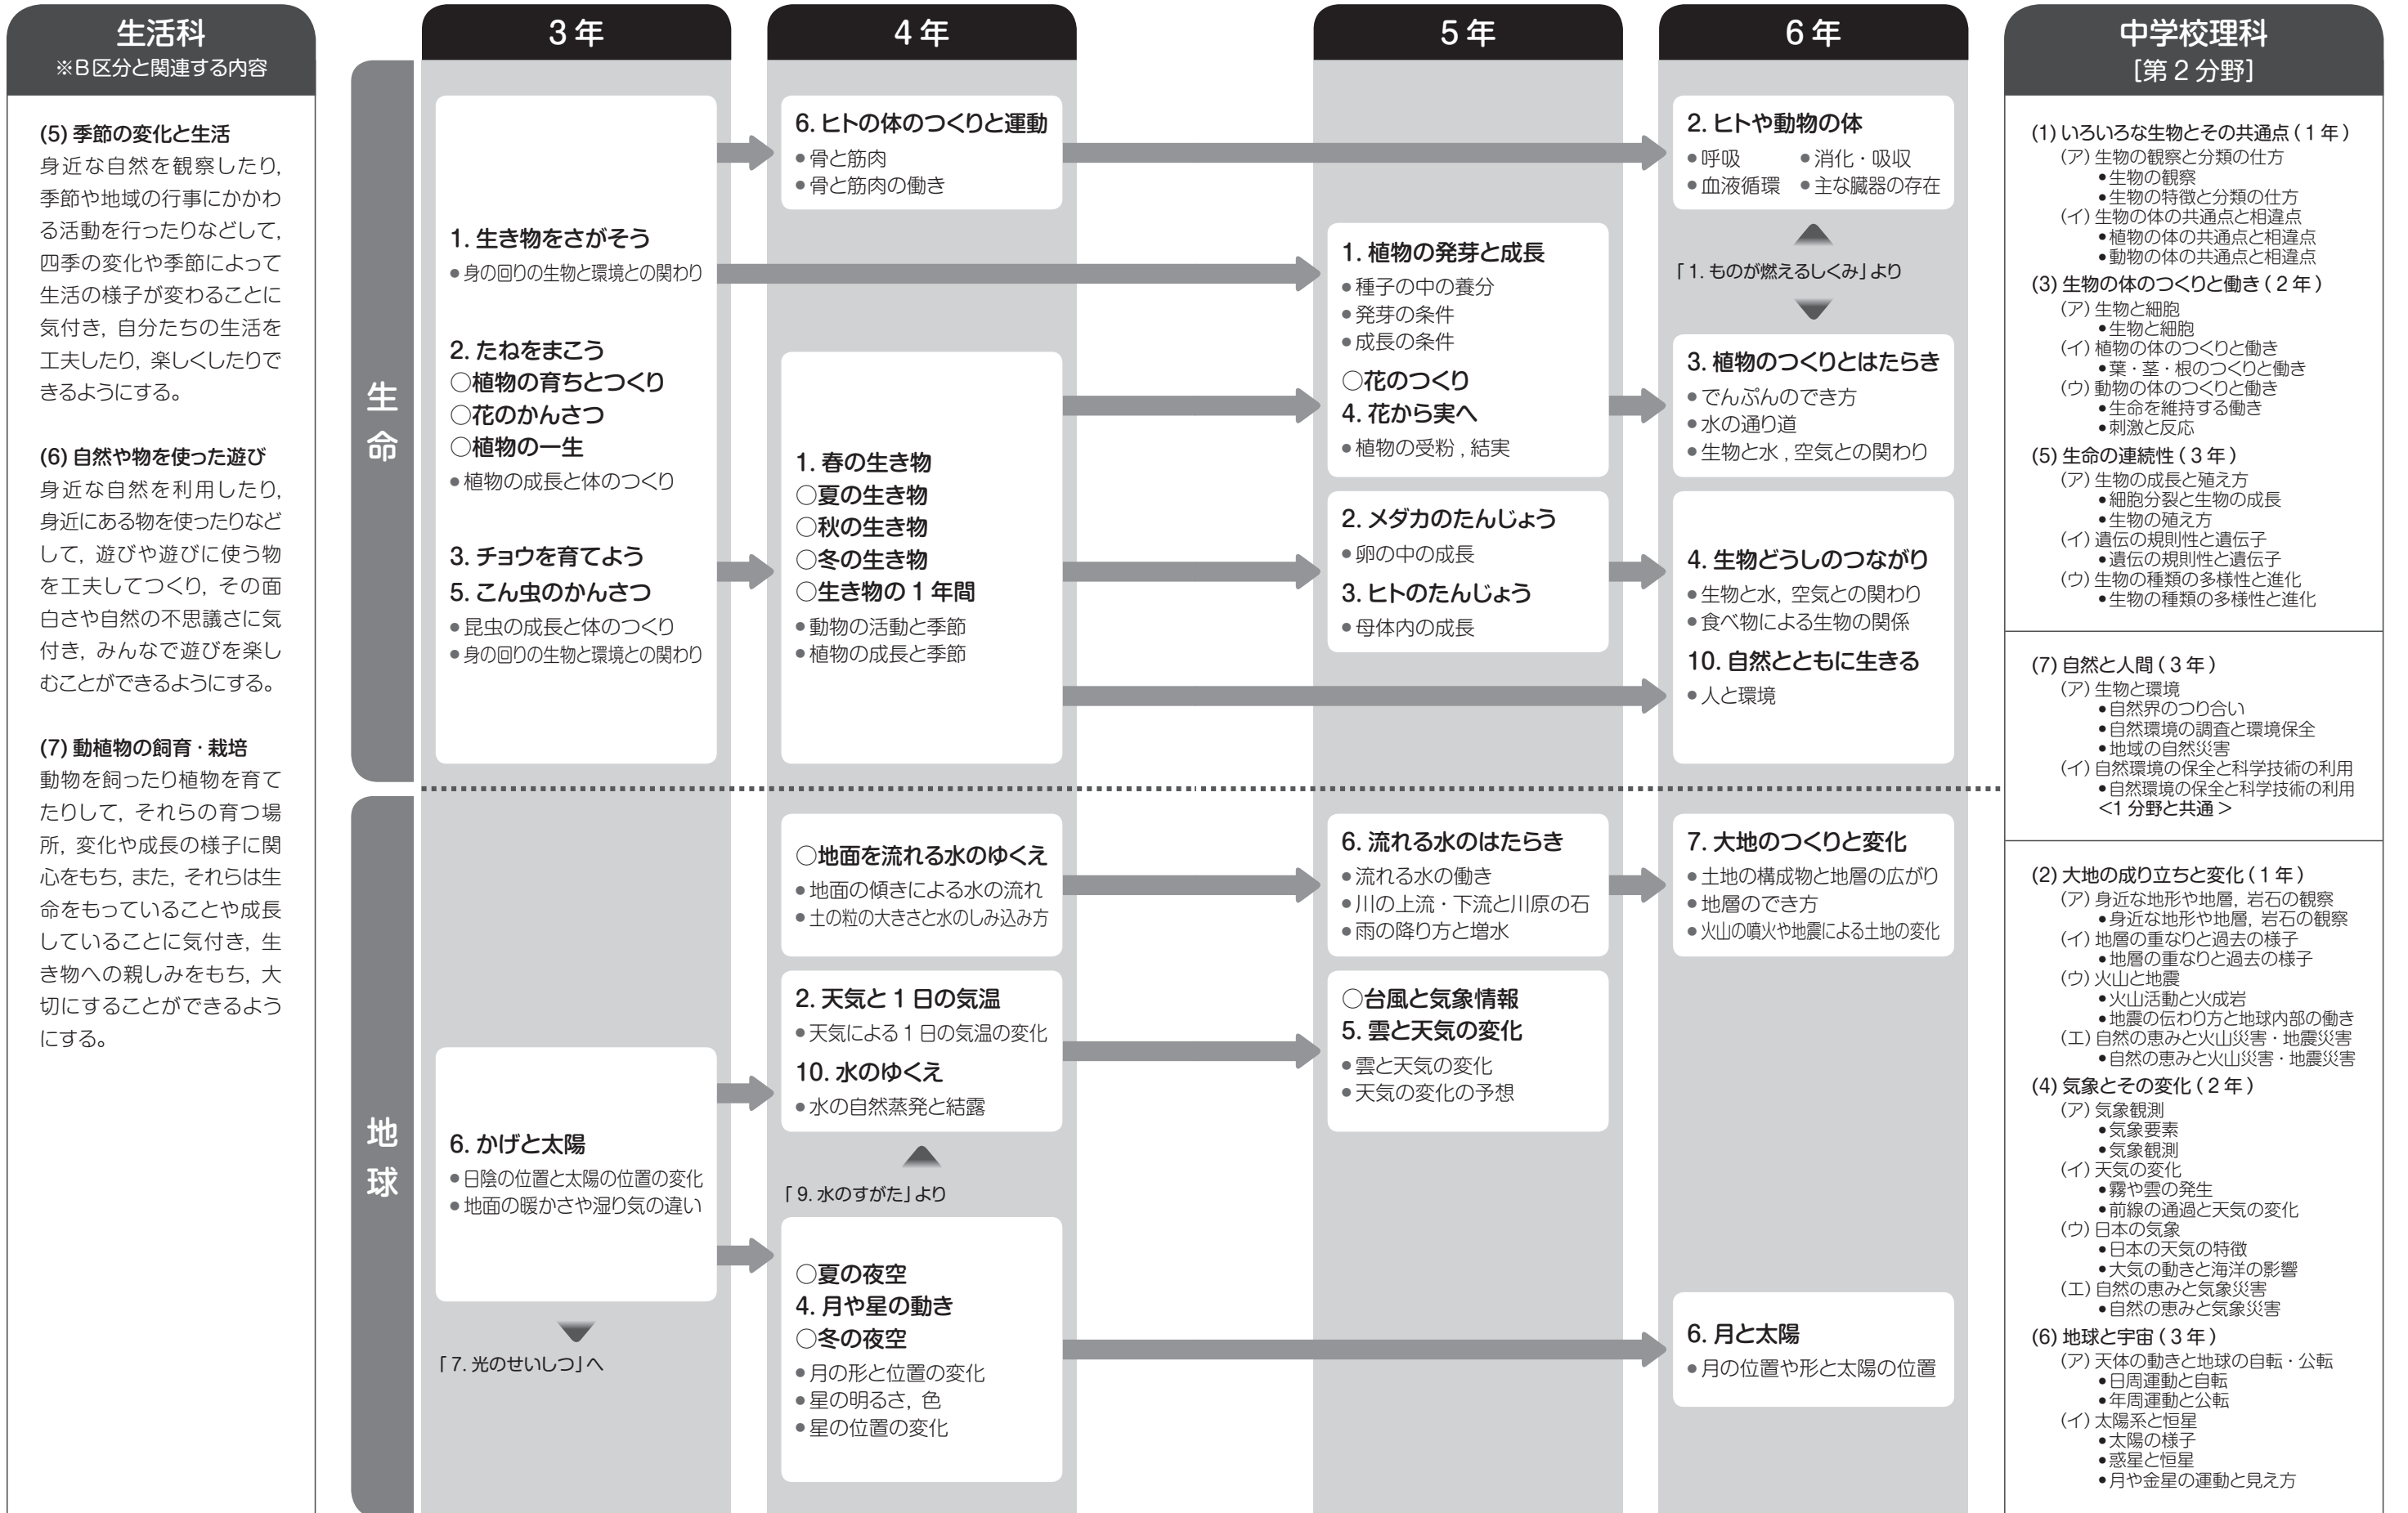 生活科
※B区分と関連する内容
(5) 季節の変化と生活
身近な自然を観察したり,
季節や地域の行事にかかわ
る活動を行ったりなどして,
四季の変化や季節によって
生活の様子が変わることに
気付き, 自分たちの生活を
工夫したり, 楽しくしたりで
きるようにする。
(6) 自然や物を使った遊び
身近な自然を利用したり,
身近にある物を使ったりなど
して, 遊びや遊びに使う物
を工夫してつくり, その面
白さや自然の不思議さに気
付き, みんなで遊びを楽し
むことができるようにする。
(7) 動植物の飼育・栽培
動物を飼ったり植物を育て
たりして, それらの育つ場
所, 変化や成長の様子に関
心をもち, また, それらは生
命をもっていることや成長
していることに気付き, 生
き物への親しみをもち, 大
切にすることができるよう
にする。
生命
地球
3年
1. 生き物をさがそう
●身の回りの生物と環境との関わり
2. たねをまこう
○植物の育ちとつくり
○花のかんさつ
○植物の一生
●植物の成長と体のつくり
3. チョウを育てよう
5. こん虫のかんさつ
●昆虫の成長と体のつくり
●身の回りの生物と環境との関わり
6. かげと太陽
●日陰の位置と太陽の位置の変化
●地面の暖かさや湿り気の違い
「7. 光のせいしつ」へ
4年
6. ヒトの体のつくりと運動
●骨と筋肉
●骨と筋肉の働き
1. 春の生き物
○夏の生き物
○秋の生き物
○冬の生き物
○生き物の1年間
●動物の活動と季節
●植物の成長と季節
○地面を流れる水のゆくえ
●地面の傾きによる水の流れ
●土の粒の大きさと水のしみ込み方
2. 天気と1日の気温
●天気による1日の気温の変化
10. 水のゆくえ
●水の自然蒸発と結露
「9. 水のすがた」より
○夏の夜空
4. 月や星の動き
○冬の夜空
●月の形と位置の変化
●星の明るさ, 色
●星の位置の変化
5年
1. 植物の発芽と成長
●種子の中の養分
●発芽の条件
●成長の条件
○花のつくり
4. 花から実へ
●植物の受粉, 結実
2. メダカのたんじょう
●卵の中の成長
3. ヒトのたんじょう
●母体内の成長
6. 流れる水のはたらき
●流れる水の働き
●川の上流・下流と川原の石
●雨の降り方と増水
○台風と気象情報
5. 雲と天気の変化
●雲と天気の変化
●天気の変化の予想
6年
2. ヒトや動物の体
●呼吸 ●消化・吸収
●血液循環 ●主な臓器の存在
「1. ものが燃えるしくみ」より
3. 植物のつくりとはたらき
●でんぷんのでき方
●水の通り道
●生物と水, 空気との関わり
4. 生物どうしのつながり
●生物と水, 空気との関わり
●食べ物による生物の関係
10. 自然とともに生きる
●人と環境
7. 大地のつくりと変化
●土地の構成物と地層の広がり
●地層のでき方
●火山の噴火や地震による土地の変化
6. 月と太陽
●月の位置や形と太陽の位置
中学校理科
[第2分野]
(1) いろいろな生物とその共通点(1年)
(ア) 生物の観察と分類の仕方
●生物の観察
●生物の特徴と分類の仕方
(イ) 生物の体の共通点と相違点
●植物の体の共通点と相違点
●動物の体の共通点と相違点
(3) 生物の体のつくりと働き(2年)
(ア) 生物と細胞
●生物と細胞
(イ) 植物の体のつくりと働き
●葉・茎・根のつくりと働き
(ウ) 動物の体のつくりと働き
●生命を維持する働き
●刺激と反応
(5) 生命の連続性(3年)
(ア) 生物の成長と殖え方
●細胞分裂と生物の成長
●生物の殖え方
(イ) 遺伝の規則性と遺伝子
●遺伝の規則性と遺伝子
(ウ) 生物の種類の多様性と進化
●生物の種類の多様性と進化
(7) 自然と人間(3年)
(ア) 生物と環境
●自然界のつり合い
●自然環境の調査と環境保全
●地域の自然災害
(イ) 自然環境の保全と科学技術の利用
●自然環境の保全と科学技術の利用
<1分野と共通>
(2) 大地の成り立ちと変化(1年)
(ア) 身近な地形や地層, 岩石の観察
●身近な地形や地層, 岩石の観察
(イ) 地層の重なりと過去の様子
●地層の重なりと過去の様子
(ウ) 火山と地震
●火山活動と火成岩
●地震の伝わり方と地球内部の働き
(エ) 自然の恵みと火山災害・地震災害
●自然の恵みと火山災害・地震災害
(4) 気象とその変化(2年)
(ア) 気象観測
●気象要素
●気象観測
(イ) 天気の変化
●霧や雲の発生
●前線の通過と天気の変化
(ウ) 日本の気象
●日本の天気の特徴
●大気の動きと海洋の影響
(エ) 自然の恵みと気象災害
●自然の恵みと気象災害
(6) 地球と宇宙(3年)
(ア) 天体の動きと地球の自転・公転
●日周運動と自転
●年周運動と公転
(イ) 太陽系と恒星
●太陽の様子
●惑星と恒星
●月や金星の運動と見え方